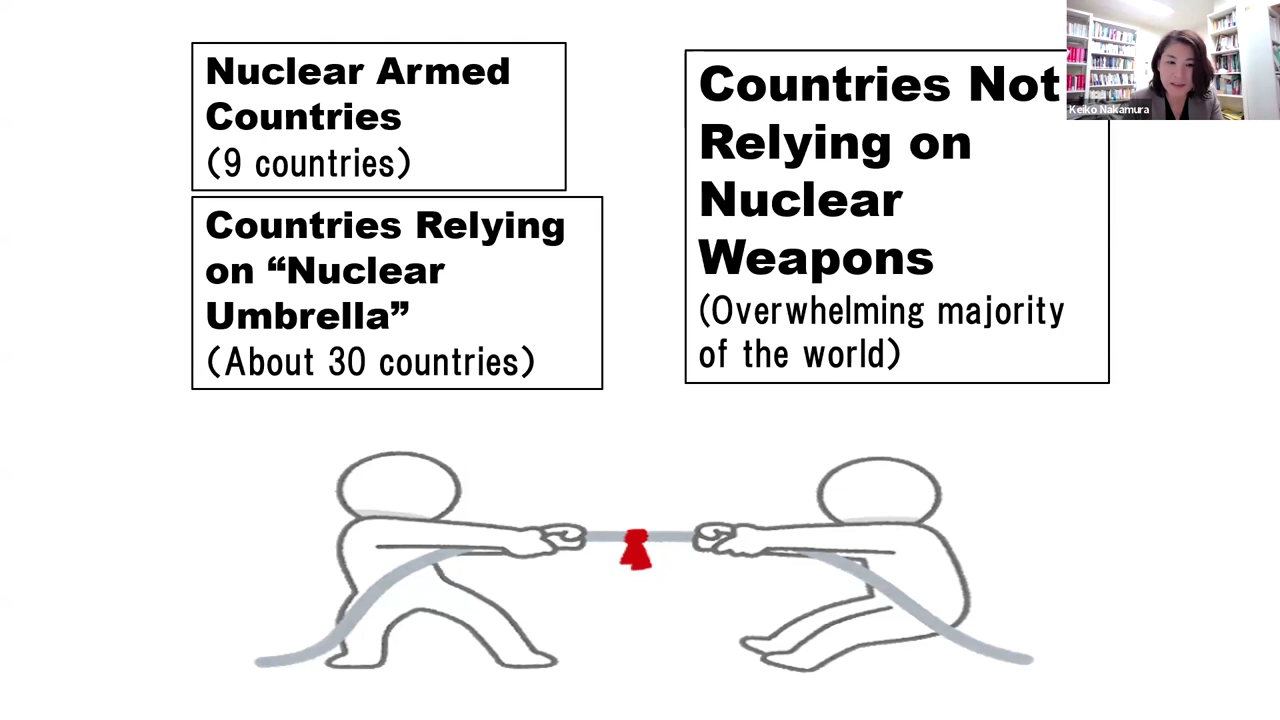 Nuclear Armed
Countries
(9 countries)
Countries Relying
on “Nuclear
Umbrella”
(About 30 countries)
Countries Not
Relying on
Nuclear
Weapons
(Overwhelming majority
of the world)
Keiko Nakamura